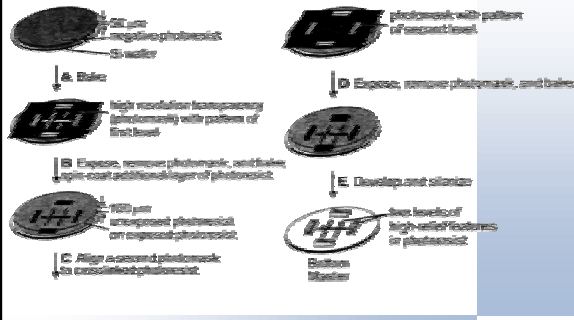 negative photoresist
Si wafer
A Bake
high resolution transparency
(photomask) with pattern of
first level
B Expose, remove photomask, and bake;
spin-coat additional layer of photoresist
100 µm
unexposed photoresist
on exposed photoresist
C Align a second photomask
to crosslinked photoresist
photomask with pattern
of second level
D Expose, remove photomask, and bake
E Develop and silanize
two levels of
high-relief features
in photoresist
Bottom
Master